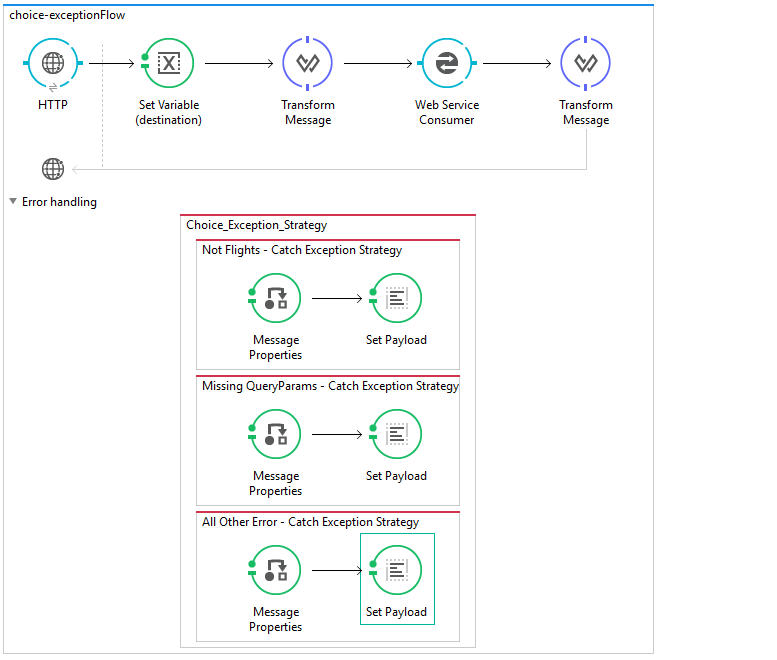 choice-exceptionFlow
HTTP
Set Variable
(destination)
Transform
Message
Web Service
Consumer
Transform
Message
Error handling
Choice_Exception_Strategy
Not Flights - Catch Exception Strategy
Message
Properties
Set Payload
Missing QueryParams - Catch Exception Strategy
Message
Properties
Set Payload
All Other Error - Catch Exception Strategy
Message
Properties
Set Payload